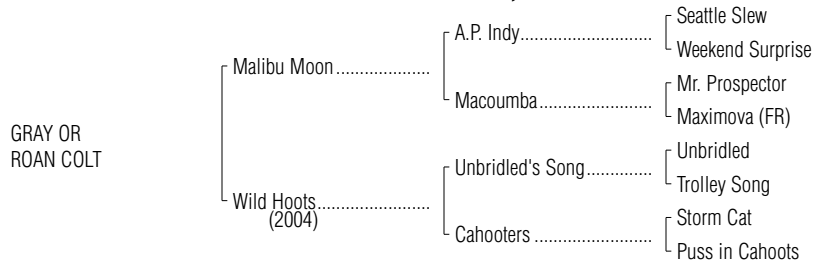 Seattle Slew
A.P. Indy
Weekend Surprise
Malibu Moon
Mr. Prospector
Macoumba
Maximova (FR)
GRAY OR
ROAN COLT
Unbridled
Unbridled's Song
Trolley Song
Wild Hoots
(2004)
Storm Cat
Cahooters
Puss in Cahoots